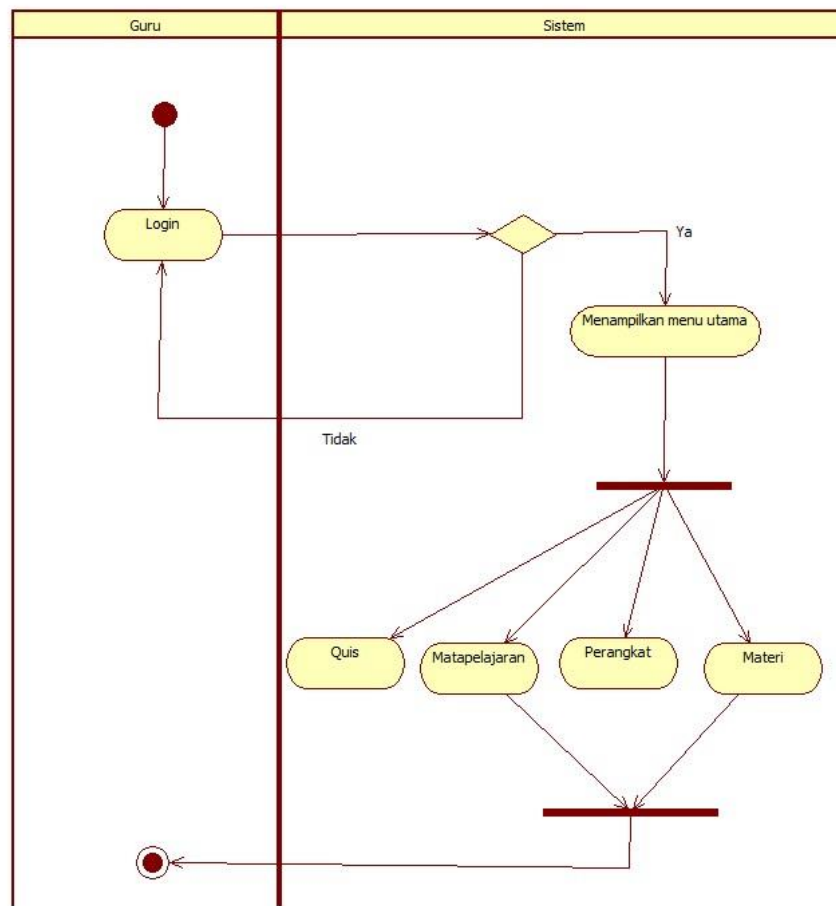 Guru
Sistem
Login
Ya
Menampilkan menu utama
Tidak
Quis
Matapelajaran
Perangkat
Materi